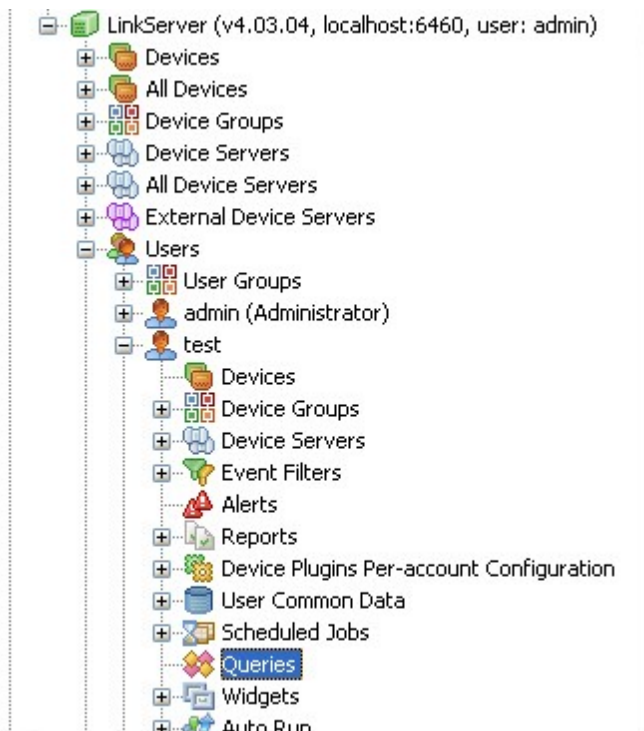 LinkServer (v4.03.04, localhost:6460, user: admin)
Devices
All Devices
Device Groups
Device Servers
All Device Servers
External Device Servers
Users
User Groups
admin (Administrator)
test
Devices
Device Groups
Device Servers
Event Filters
Alerts
Reports
Device Plugins Per-account Configuration
User Common Data
Scheduled Jobs
Queries
Widgets
Auto Run